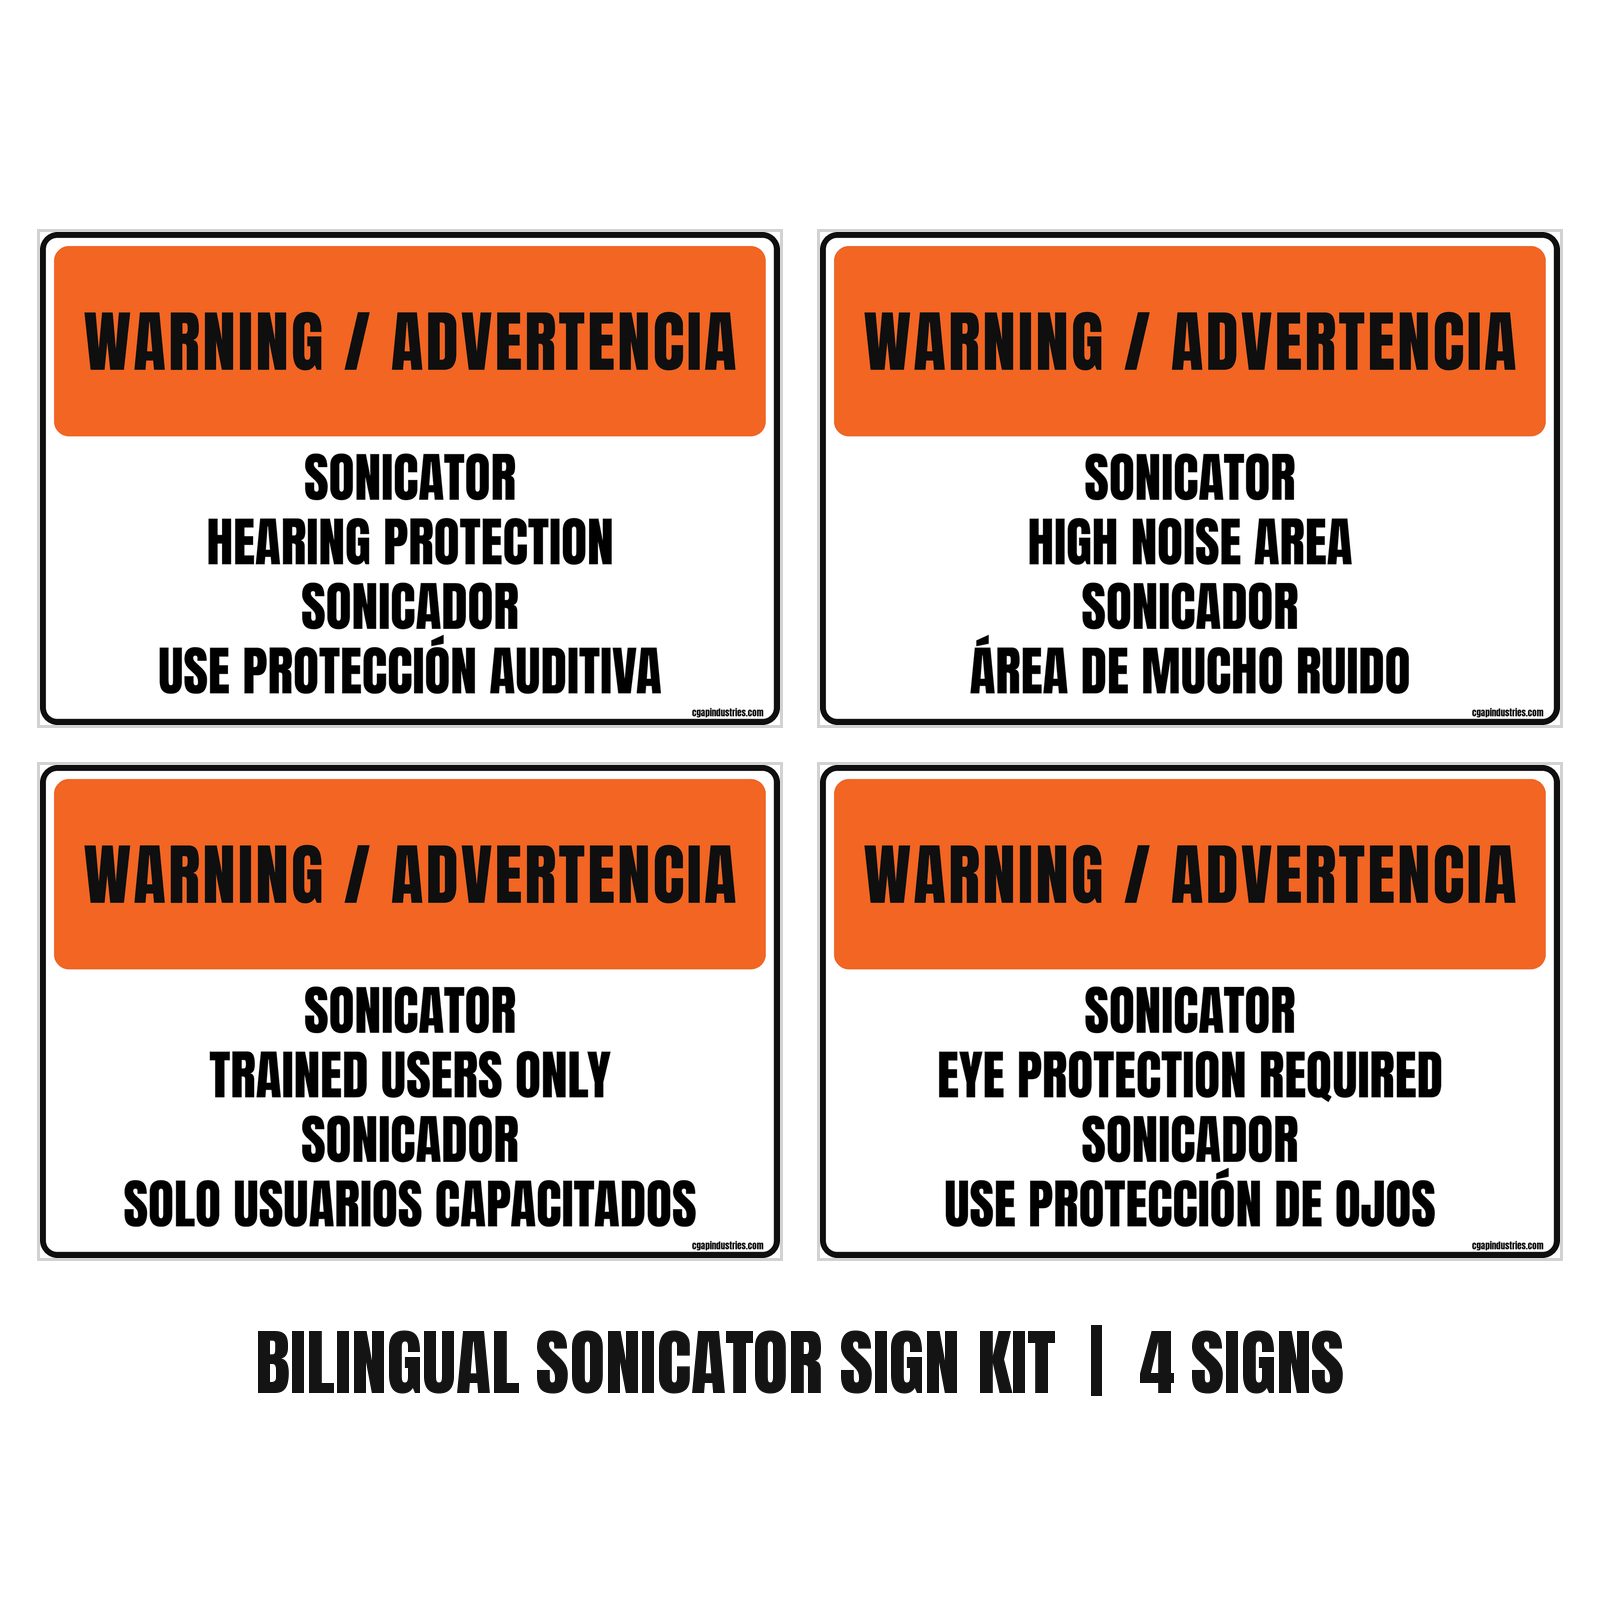 WARNING / ADVERTENCIA
SONICATOR
HEARING PROTECTION
SONICADOR
USE PROTECCIÓN AUDITIVA
cgapindustries.com
WARNING / ADVERTENCIA
SONICATOR
HIGH NOISE AREA
SONICADOR
ÁREA DE MUCHO RUIDO
cgapindustries.com
WARNING / ADVERTENCIA
SONICATOR
TRAINED USERS ONLY
SONICADOR
SOLO USUARIOS CAPACITADOS
cgapindustries.com
WARNING / ADVERTENCIA
SONICATOR
EYE PROTECTION REQUIRED
SONICADOR
USE PROTECCIÓN DE OJOS
cgapindustries.com
BILINGUAL SONICATOR SIGN KIT | 4 SIGNS